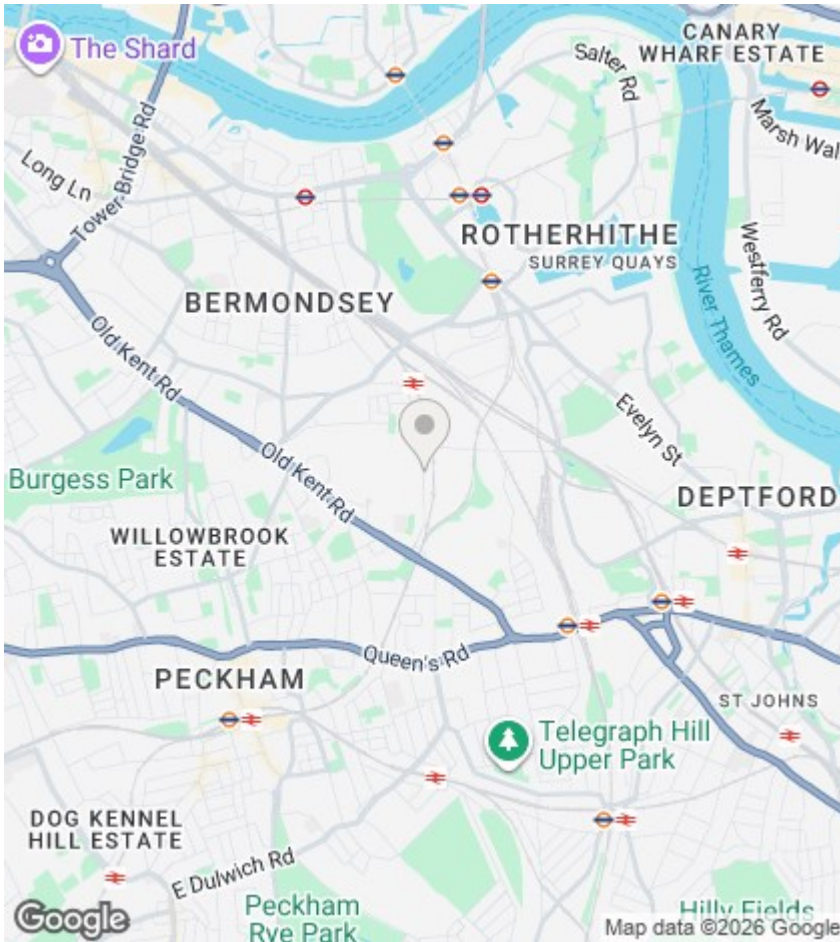 CANARY
WHARF ESTATE
The Shard
Salter Rd
Marsh Wal
Tower Bridge Rd
Long Ln
ROTHERHITHE
SURREY QUAYS
Westferry Rd
River Thames
BERMONDSEY
Old Kent Rd
Evelyn St
Old Kent Rd
Burgess Park
DEPTFORD
WILLOWBROOK
ESTATE
Queen's Rd
PECKHAM
ST JOHNS
Telegraph Hill
Upper Park
DOG KENNEL
HILL ESTATE
E Dulwich Rd
Peckham
Rye Park
Hilly Fields
Google
Map data ©2026 Google